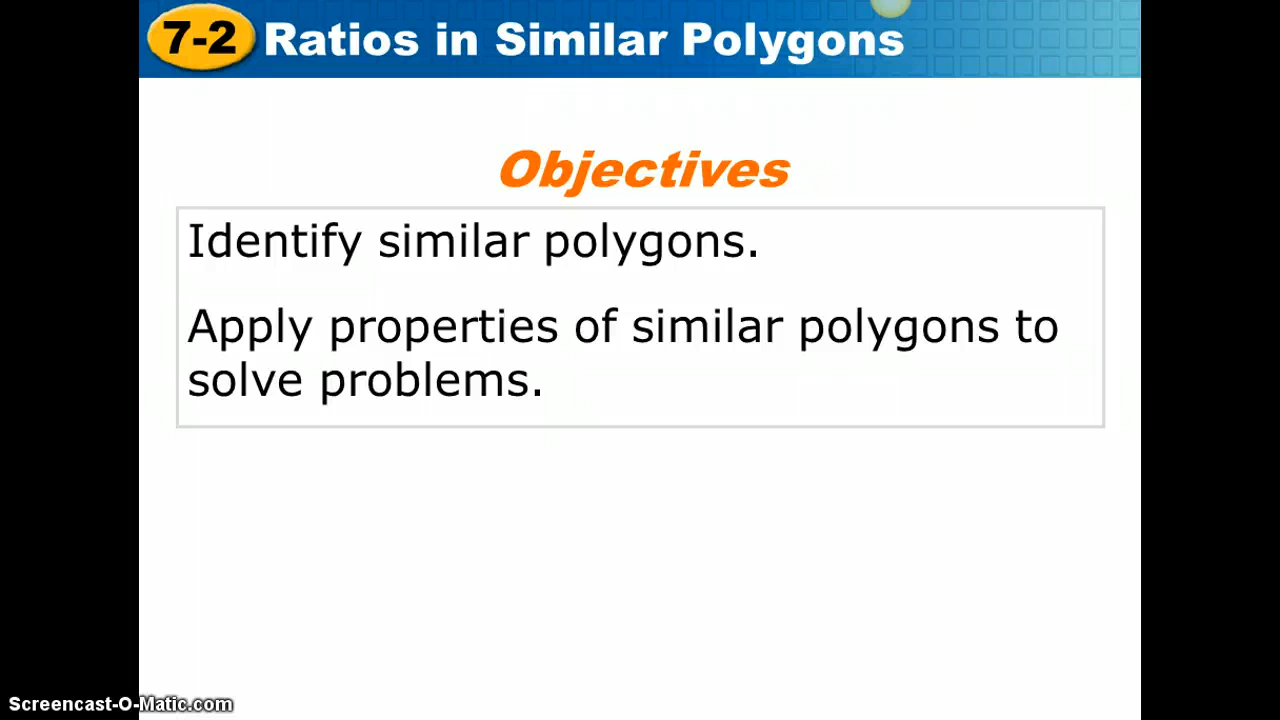 7-2 Ratios in Similar Polygons
Objectives
Identify similar polygons.
Apply properties of similar polygons to
solve problems.
Screencast-O-Matic.com